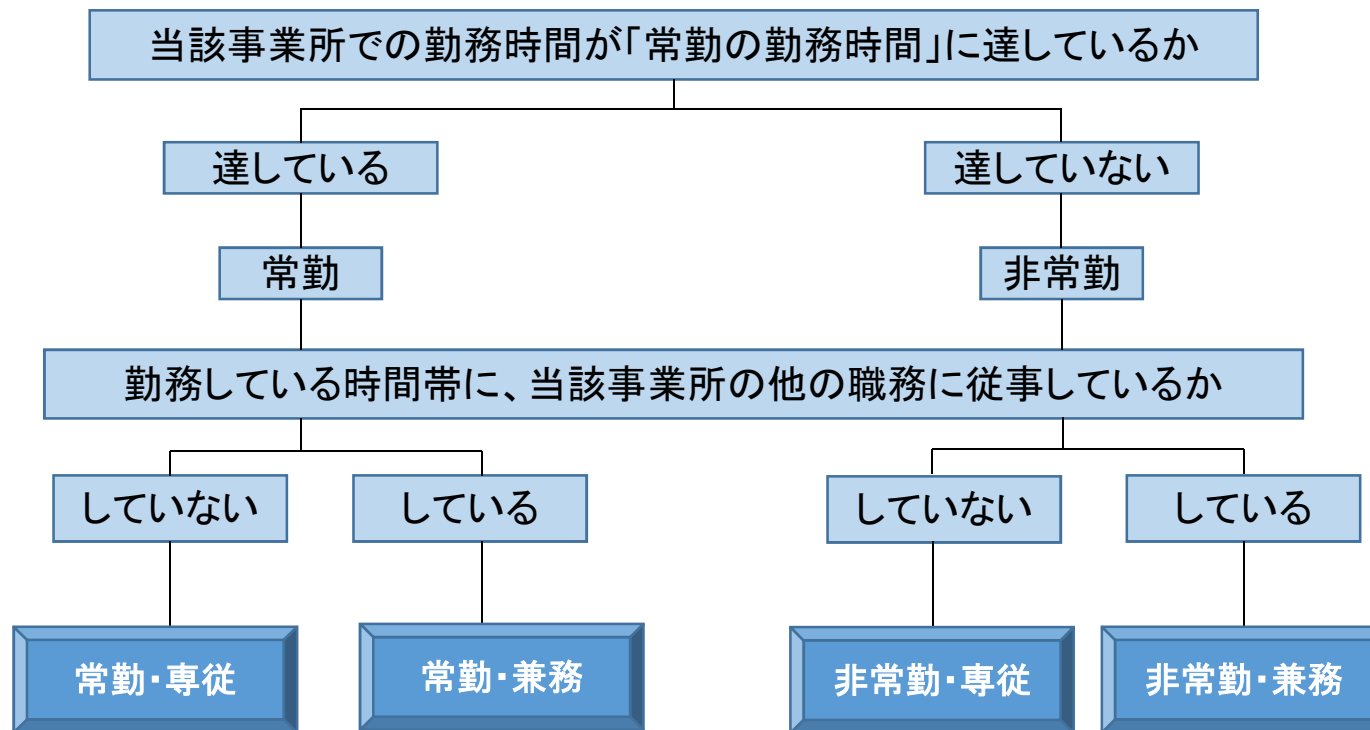 当該事業所での勤務時間が「常勤の勤務時間」に達しているか
達している
達していない
常勤
非常勤
勤務している時間帯に、当該事業所の他の職務に従事しているか
していない
している
していない
している
常勤・専従
常勤・兼務
非常勤・専従
非常勤・兼務